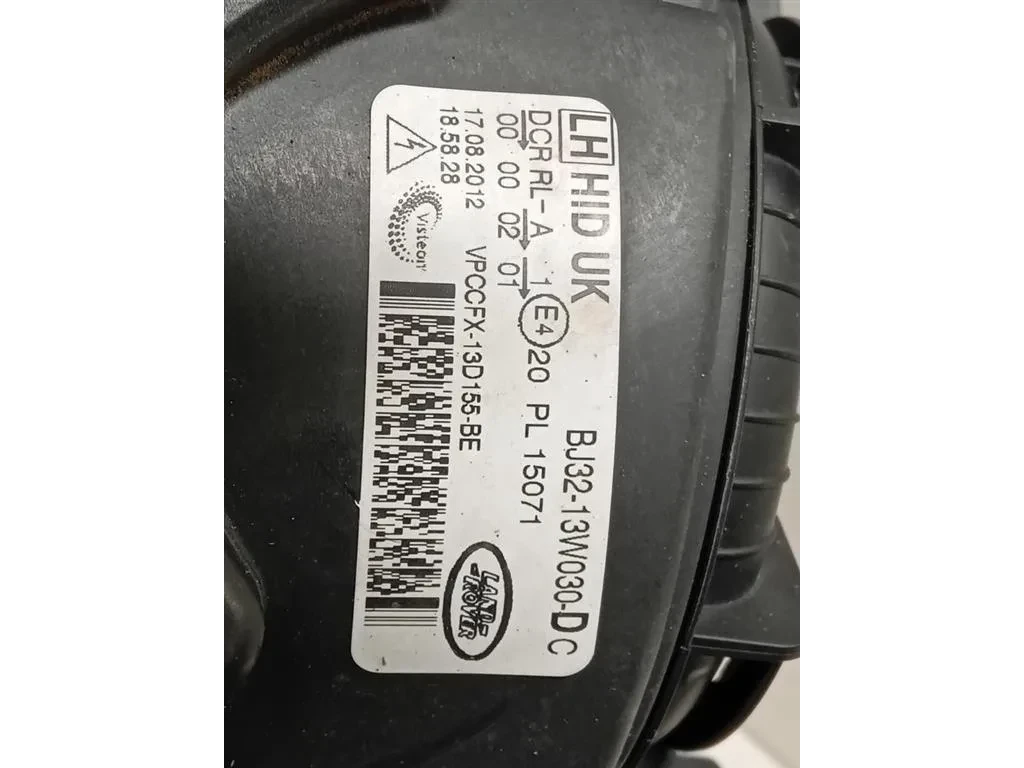 LH HID UK BJ32-13W030-DC
DCR RL-A 1 E4 20 PL 15071
00 00 02 01
17.08.2012 VPCCFX-13D155-BE
18.58.28
Visteon
LAND-
-ROVER